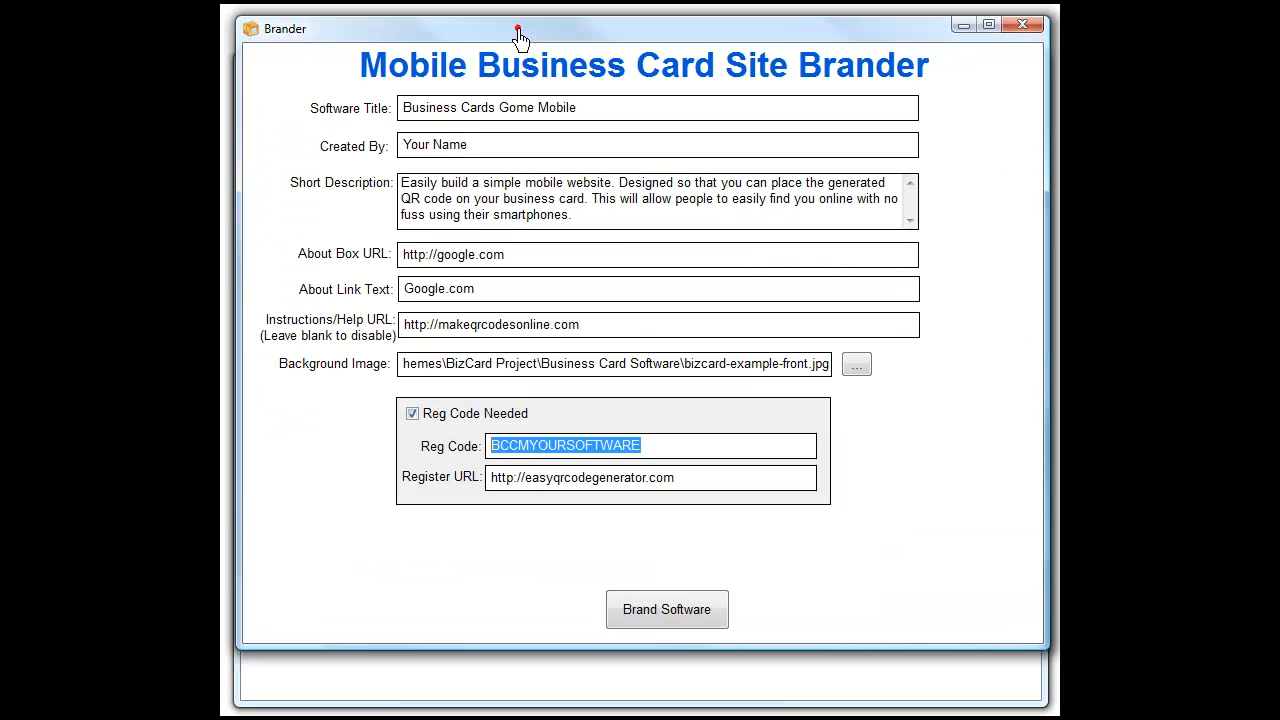 Brander
Mobile Business Card Site Brander
Software Title: Business Cards Gome Mobile
Created By: Your Name
Short Description: Easily build a simple mobile website. Designed so that you can place the generated
QR code on your business card. This will allow people to easily find you online with no
fuss using their smartphones.
About Box URL: http://google.com
About Link Text: Google.com
Instructions/Help URL: http://makeqrcodesonline.com
(Leave blank to disable)
Background Image: hemes\BizCard Project\Business Card Software\bizcard-example-front.jpg ...
Reg Code Needed
Reg Code: BCCMYOURSOFTWARE
Register URL: http://easyqrcodegenerator.com
Brand Software